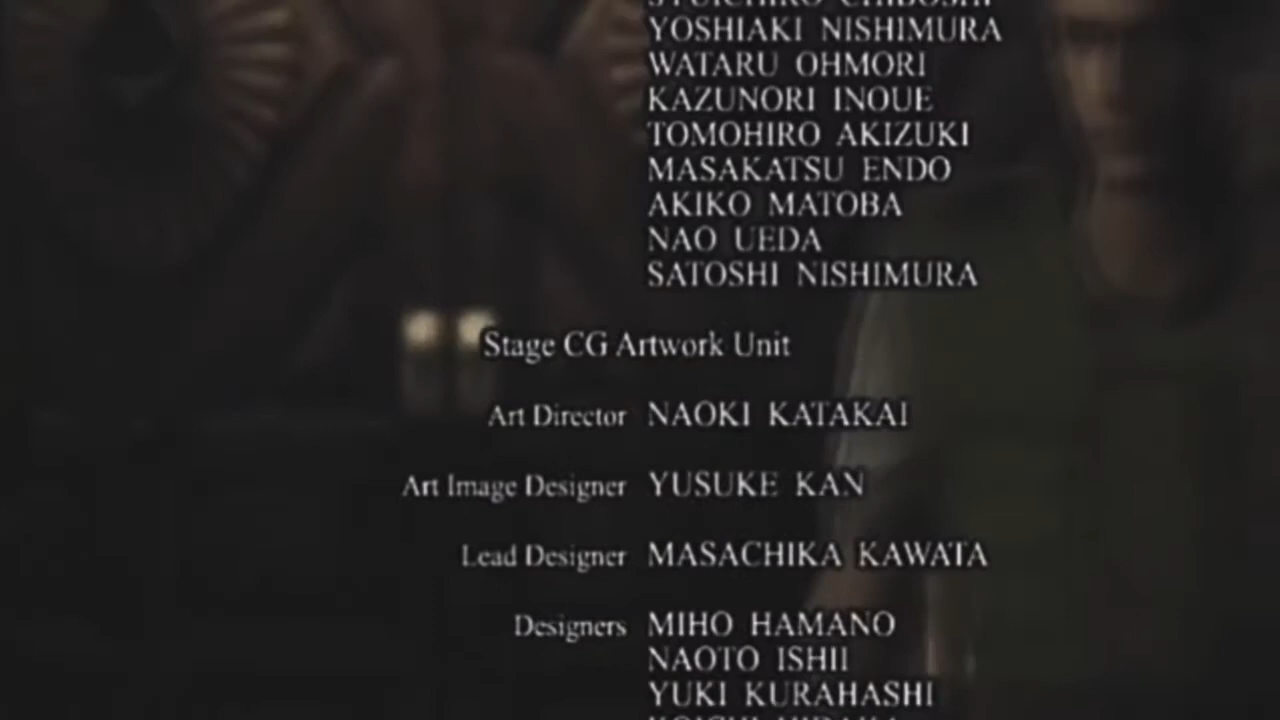 YOSHIAKI NISHIMURA
WATARU OHMORI
KAZUNORI INOUE
TOMOHIRO AKIZUKI
MASAKATSU ENDO
AKIKO MATOBA
NAO UEDA
SATOSHI NISHIMURA
Stage CG Artwork Unit
Art Director NAOKI KATAKAI
Art Image Designer YUSUKE KAN
Lead Designer MASACHIKA KAWATA
Designers MIHO HAMANO
NAOTO ISHII
YUKI KURAHASHI